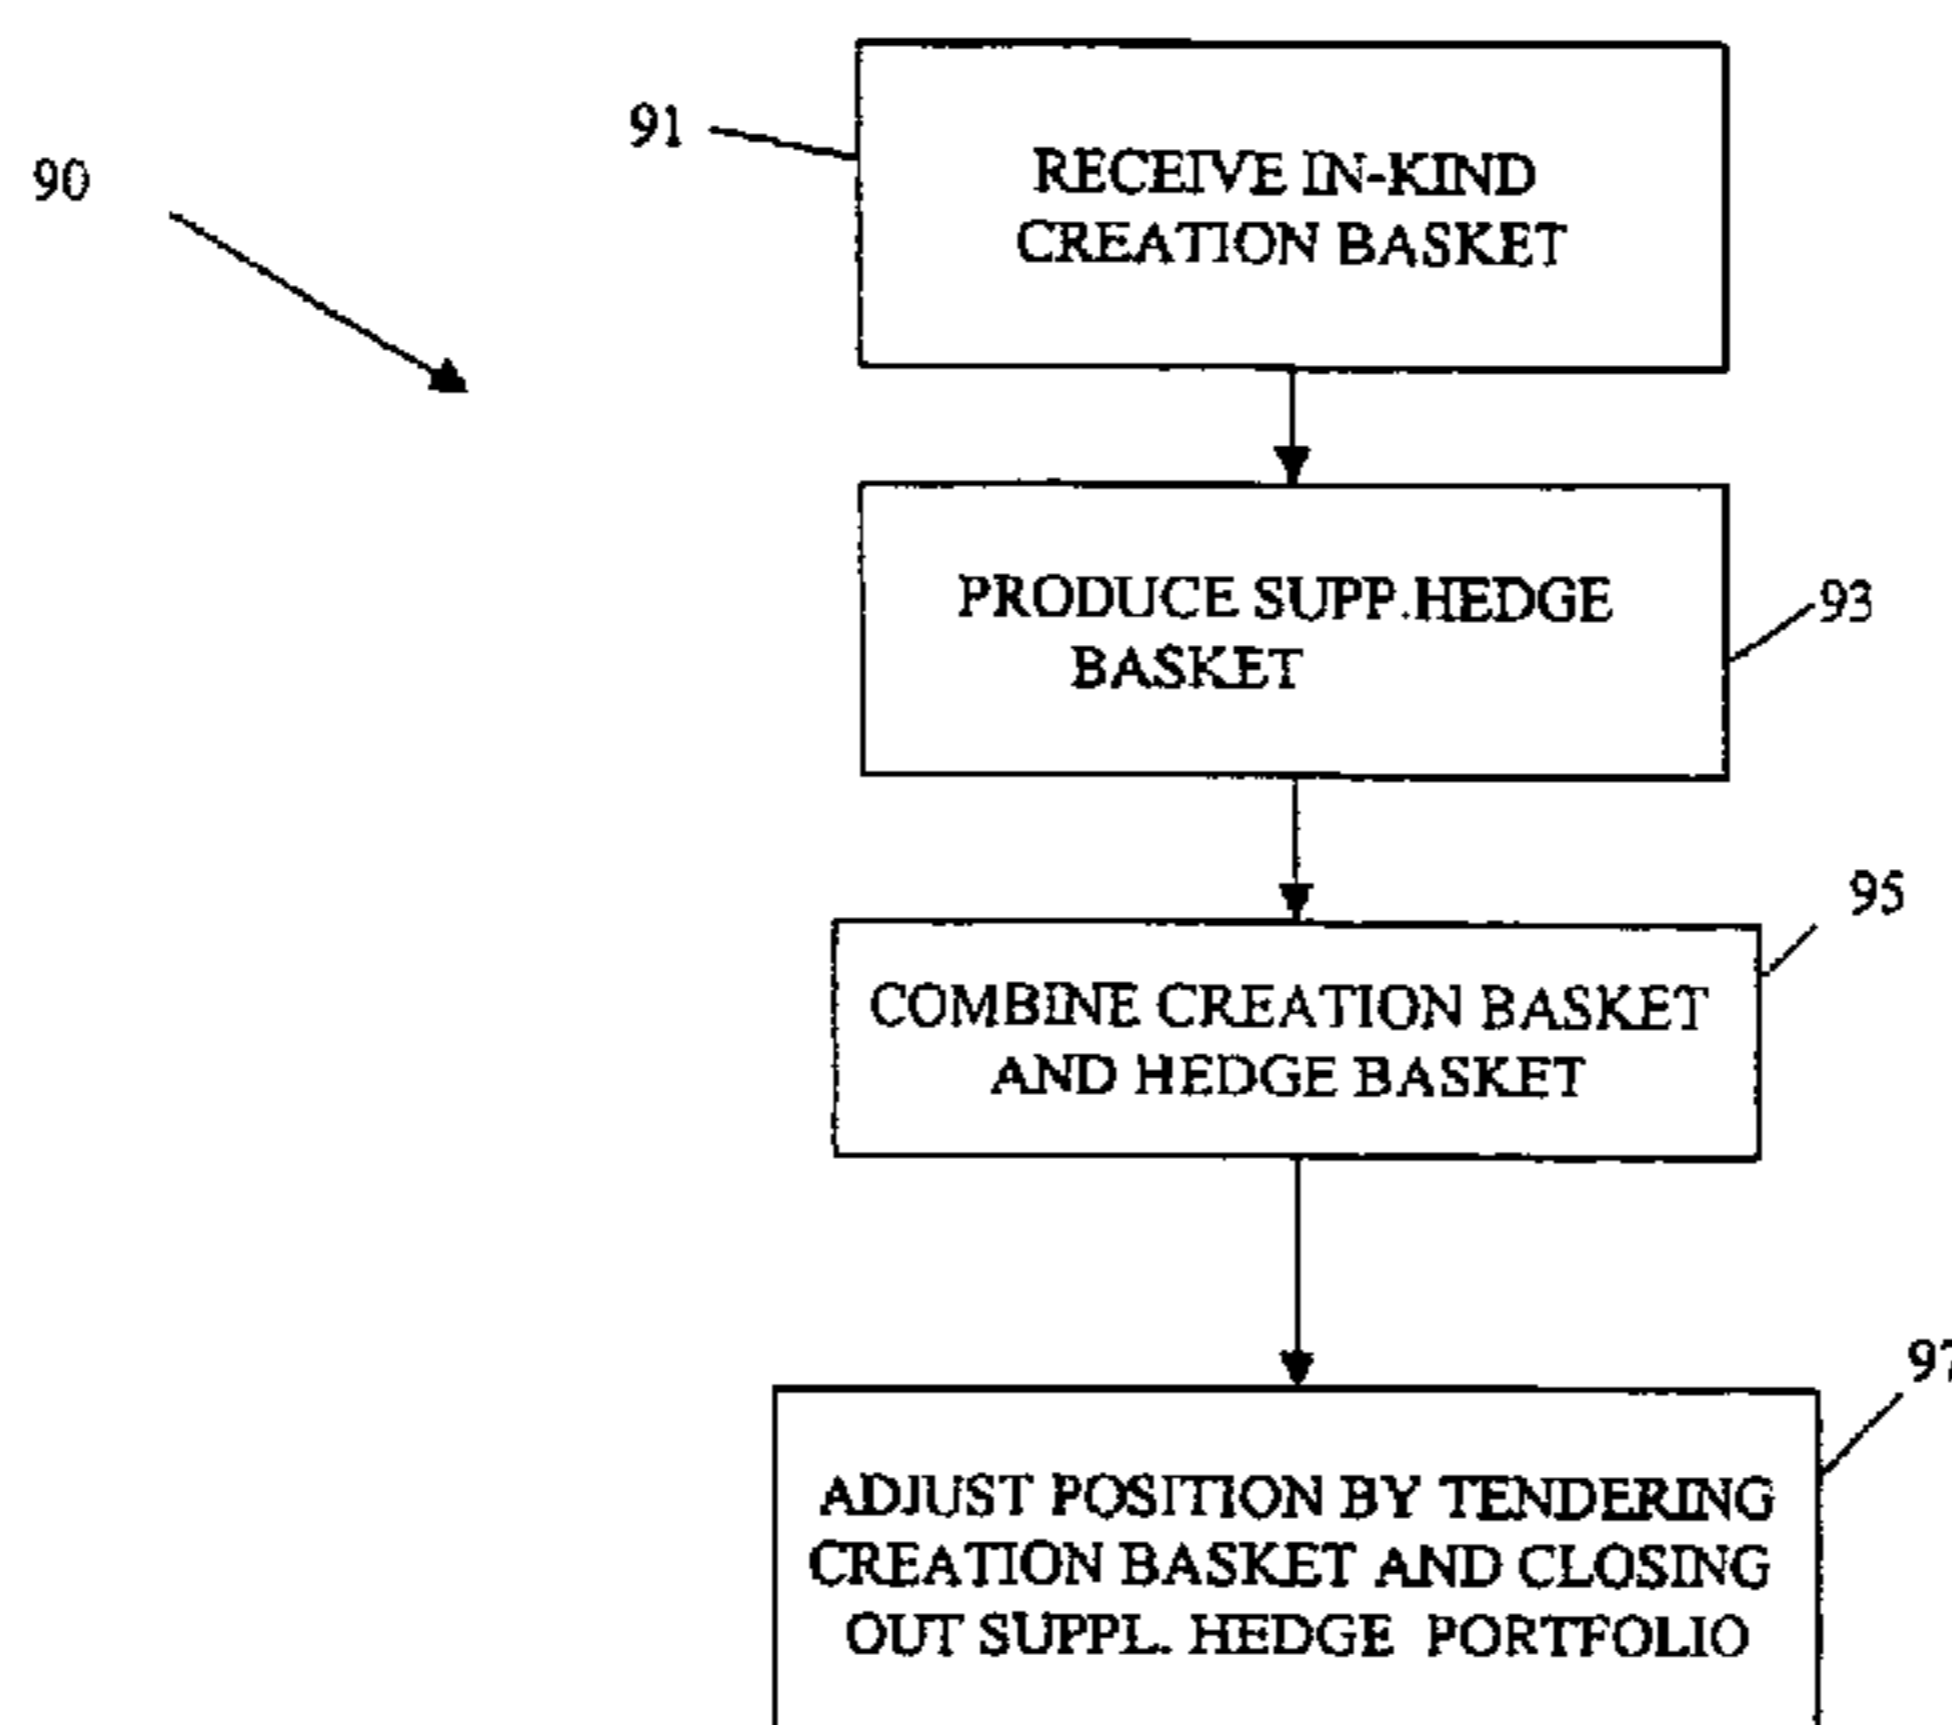 90
91
RECEIVE IN-KIND
CREATION BASKET
PRODUCE SUPP.HEDGE
BASKET
93
95
COMBINE CREATION BASKET
AND HEDGE BASKET
97
ADJUST POSITION BY TENDERING
CREATION BASKET AND CLOSING
OUT SUPPL. HEDGE PORTFOLIO